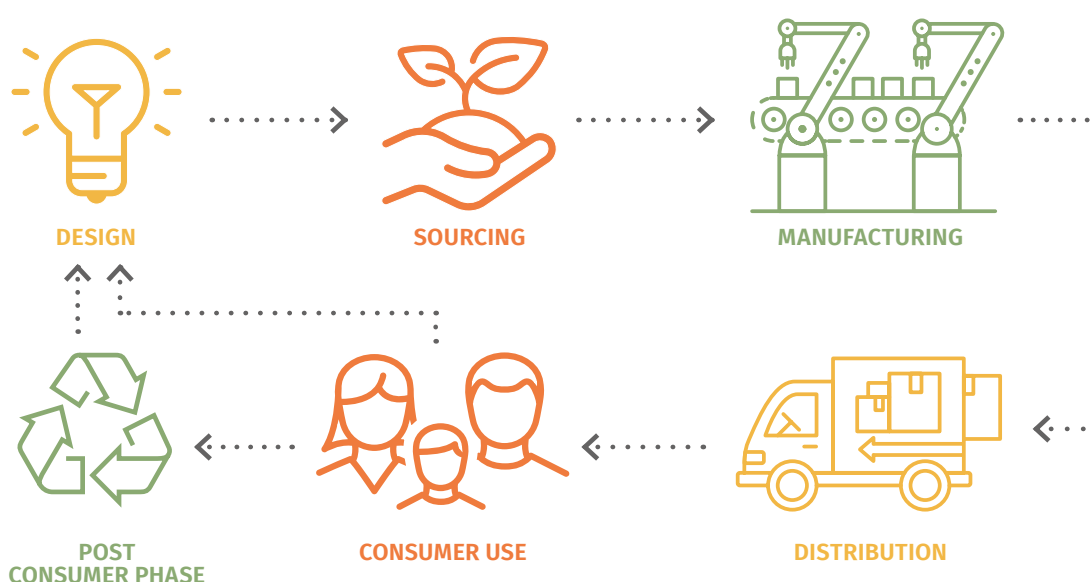 DESIGN
SOURCING
MANUFACTURING
POST
CONSUMER PHASE
CONSUMER USE
DISTRIBUTION